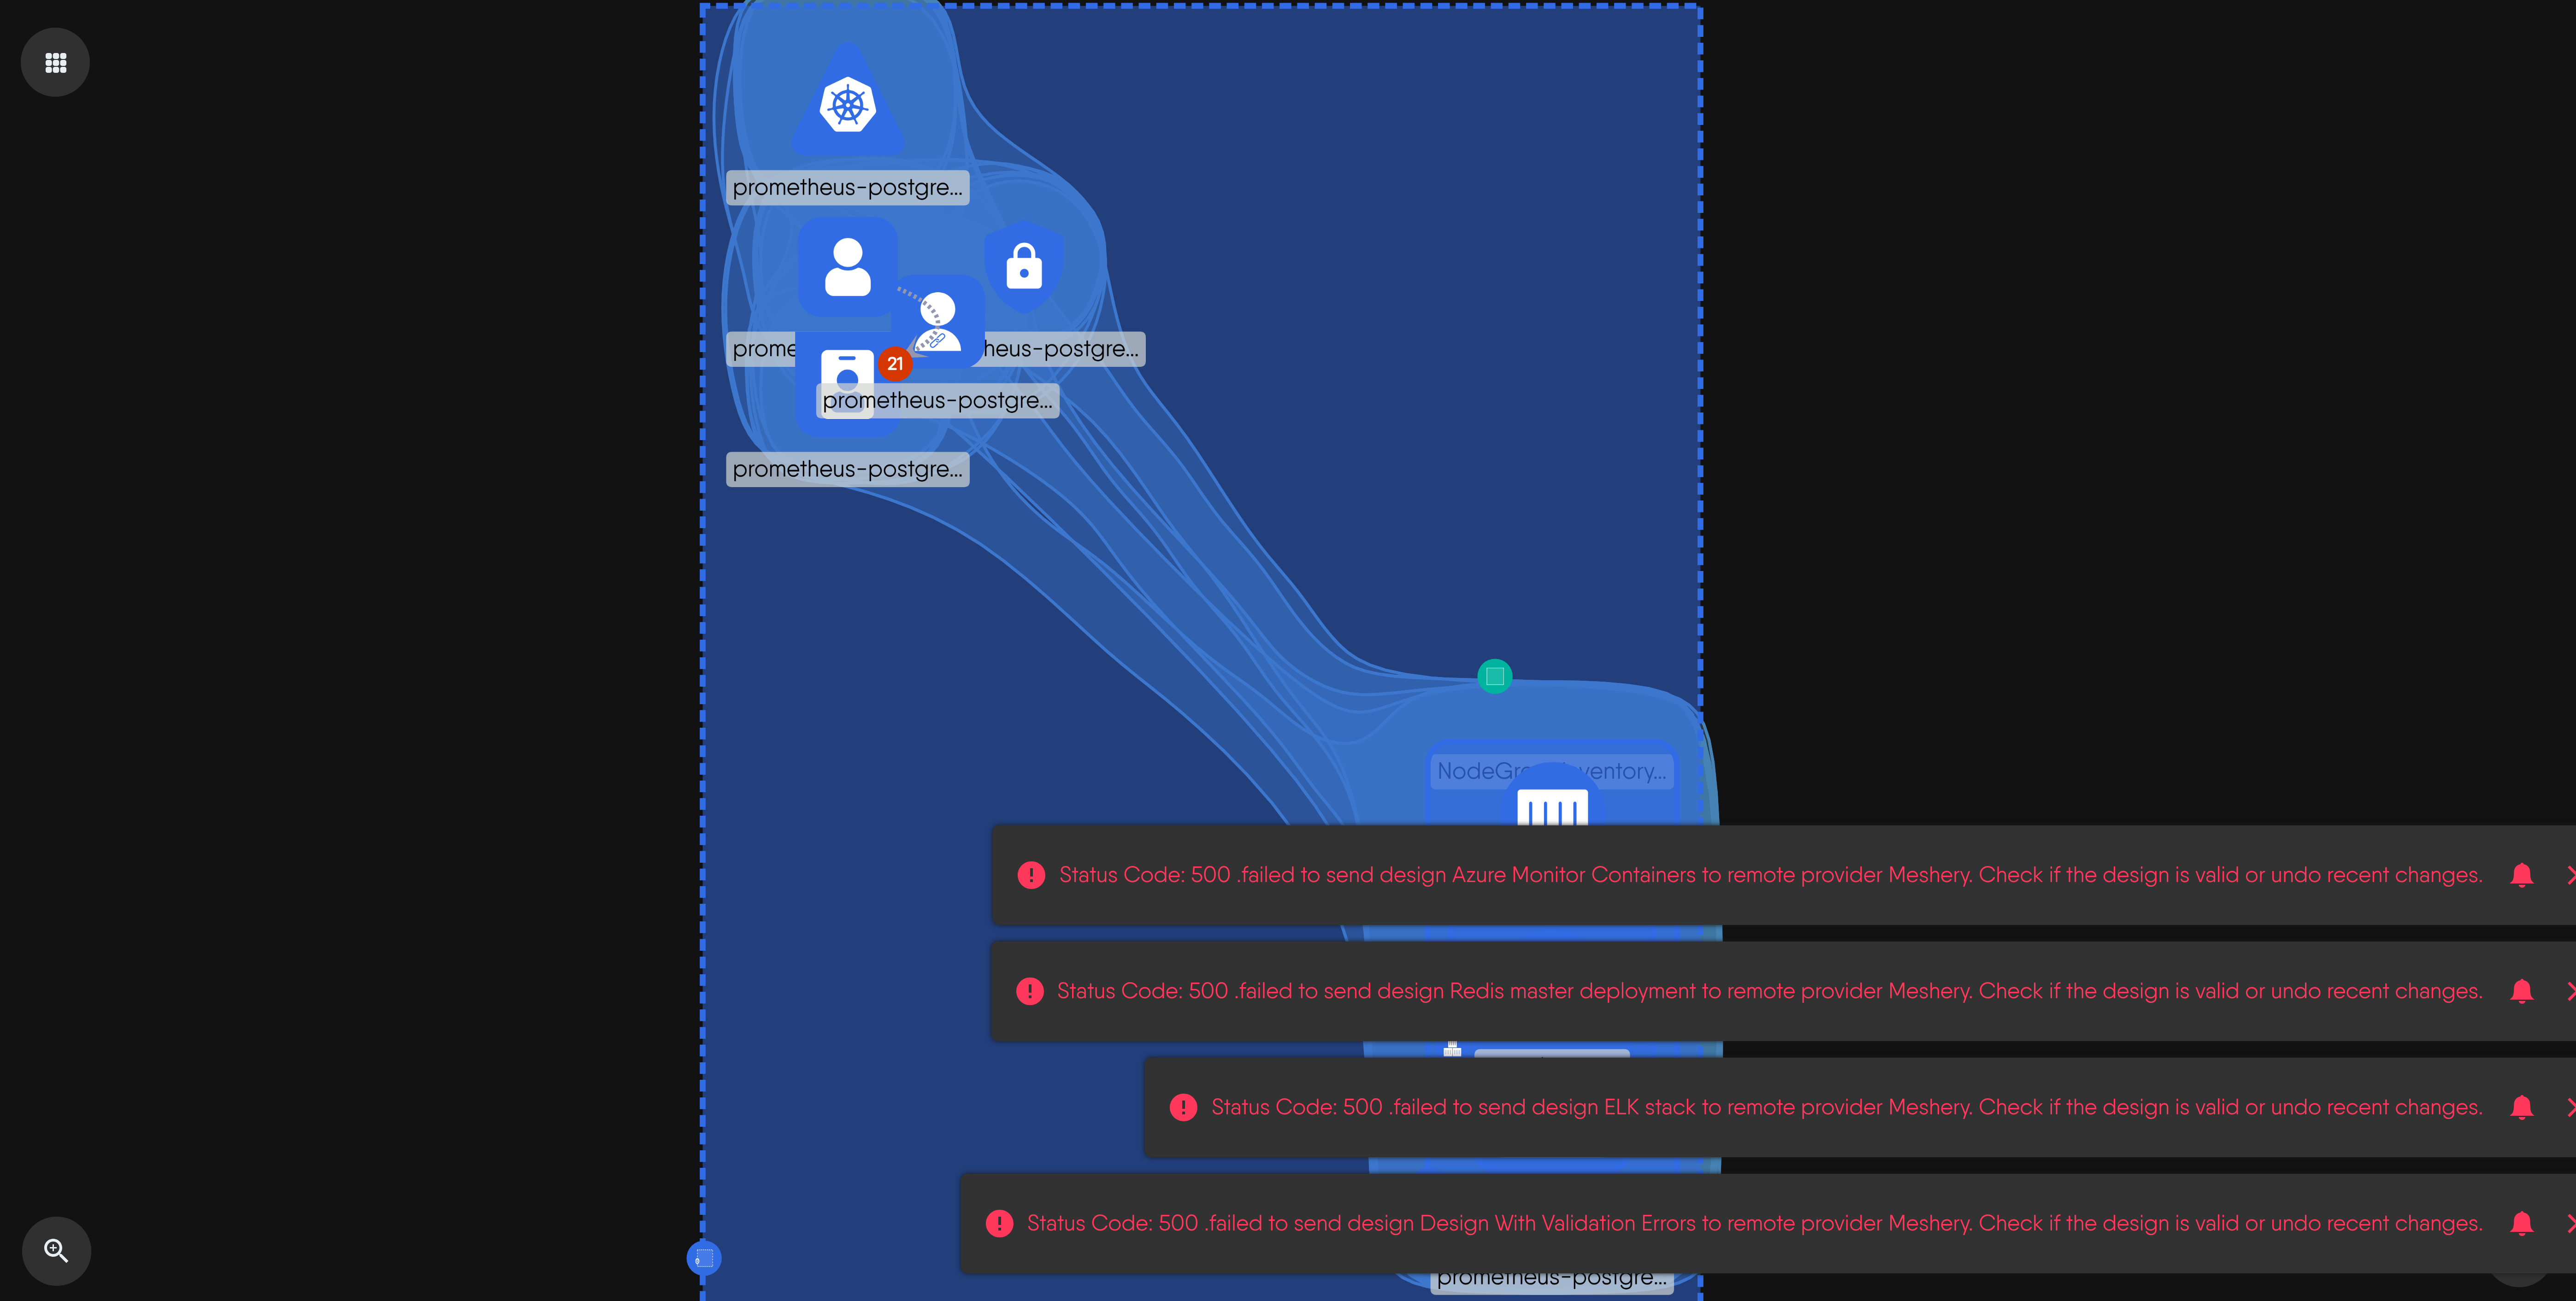 prometheus-postgre...
prome
heus-postgre...
21
prometheus-postgre...
prometheus-postgre...
NodeGro
ventory...
Status Code: 500 .failed to send design Azure Monitor Containers to remote provider Meshery. Check if the design is valid or undo recent changes.
Status Code: 500 .failed to send design Redis master deployment to remote provider Meshery. Check if the design is valid or undo recent changes.
Status Code: 500 .failed to send design ELK stack to remote provider Meshery. Check if the design is valid or undo recent changes.
Status Code: 500 .failed to send design Design With Validation Errors to remote provider Meshery. Check if the design is valid or undo recent changes.
prometheus-postgre...